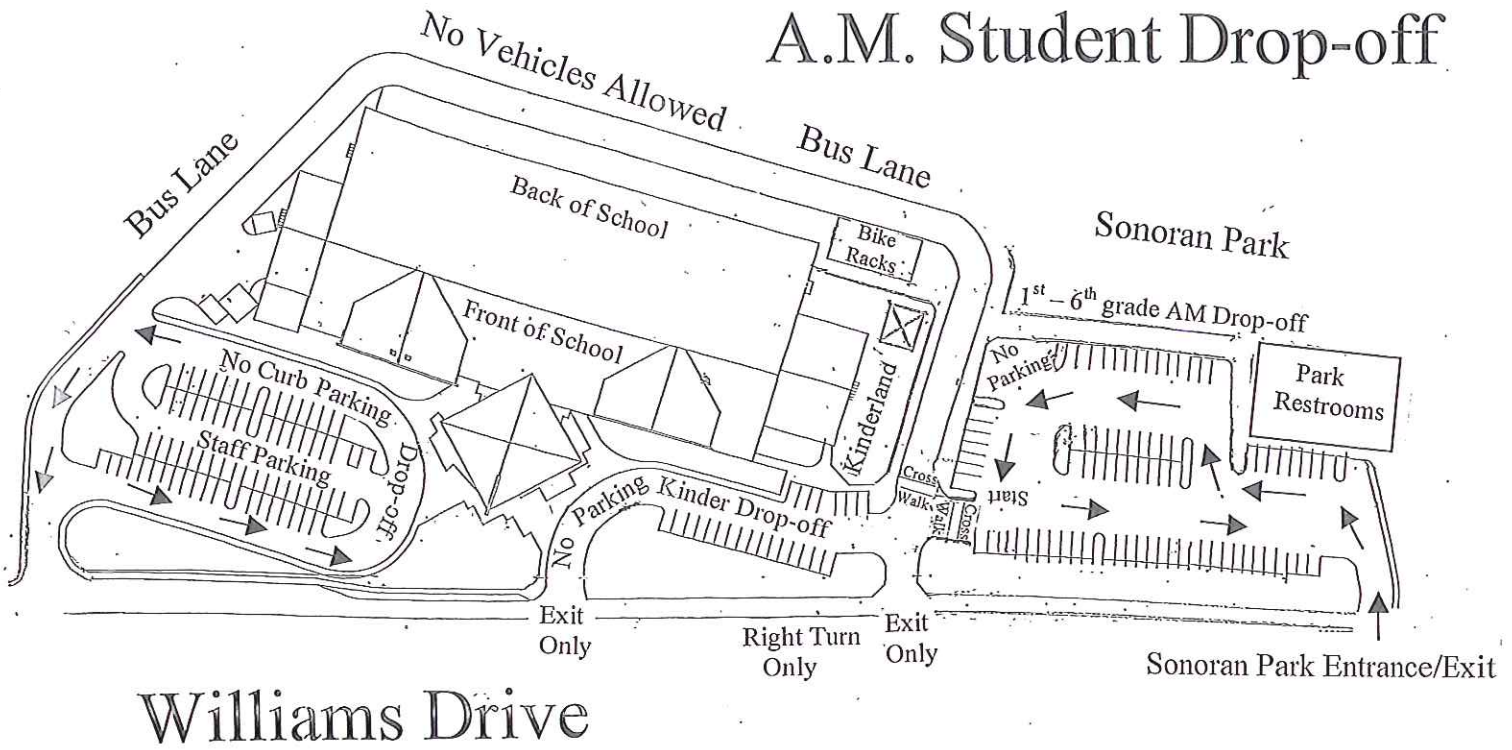 A.M. Student Drop-off
No Vehicles Allowed
Bus Lane
Bus Lane
Back of School
Bike
Racks
Sonoran Park
1st – 6th grade AM Drop-off
Front of School
No
Parking
Park
Restrooms
No Curb Parking
Kinderland
Staff Parking
Drop-off
Cross
Walk
Cross
Walk
Start
No Parking
Kinder Drop-off
Exit
Only
Right Turn
Only
Exit
Only
Sonoran Park Entrance/Exit
Williams Drive